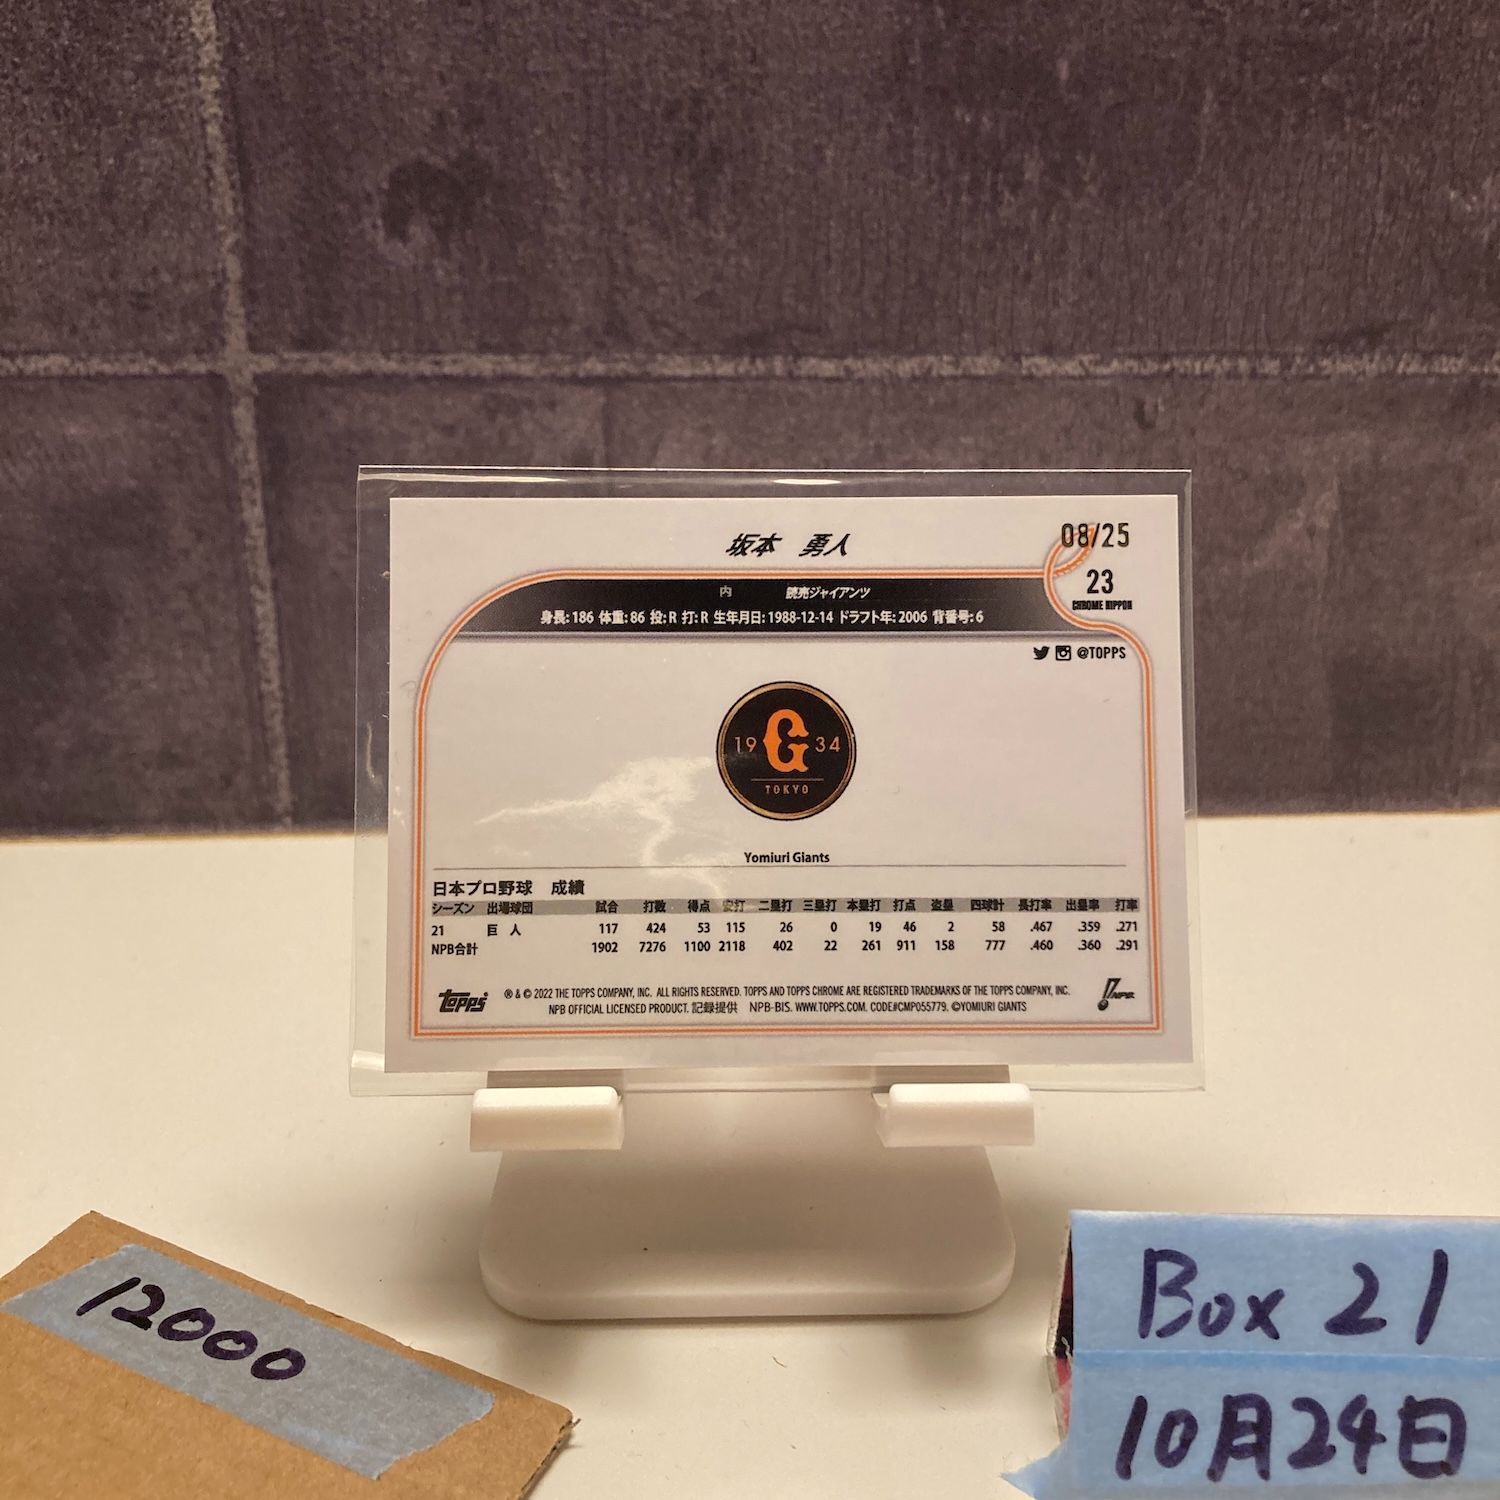 坂本 勇人
08/25
23
CHROME NIPPON
内 読売ジャイアンツ
身長: 186 体重: 86 投: R 打: R 生年月日: 1988-12-14 ドラフト年: 2006 背番号: 6
@TOPPS
19 G 34
TOKYO
Yomiuri Giants
日本プロ野球 成績
シーズン 出場球団 試合 打数 得点 安打 二塁打 三塁打 本塁打 打点 盗塁 四球計 長打率 出塁率 打率
21 巨 人 117 424 53 115 26 0 19 46 2 58 .467 .359 .271
NPB合計 1902 7276 1100 2118 402 22 261 911 158 777 .460 .360 .291
topps
® & © 2022 THE TOPPS COMPANY, INC. ALL RIGHTS RESERVED. TOPPS AND TOPPS CHROME ARE REGISTERED TRADEMARKS OF THE TOPPS COMPANY, INC.
NPB OFFICIAL LICENSED PRODUCT. 記録提供 NPB-BIS. WWW.TOPPS.COM. CODE#CMP055779. ©YOMIURI GIANTS
NPB
12000
Box 21
10月24日